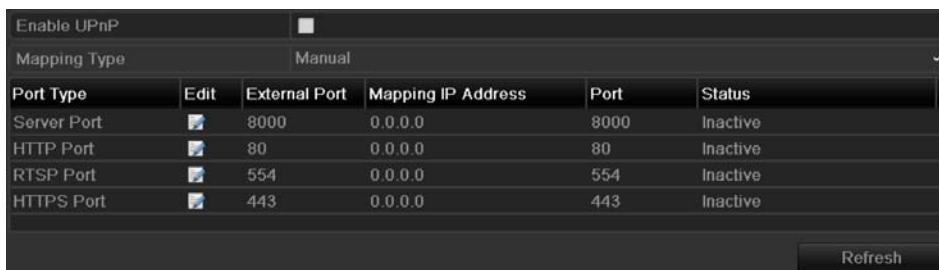 Enable UPnP
Mapping Type Manual
Port Type Edit External Port Mapping IP Address Port Status
Server Port 8000 0.0.0.0 8000 Inactive
HTTP Port 80 0.0.0.0 80 Inactive
RTSP Port 554 0.0.0.0 554 Inactive
HTTPS Port 443 0.0.0.0 443 Inactive
Refresh